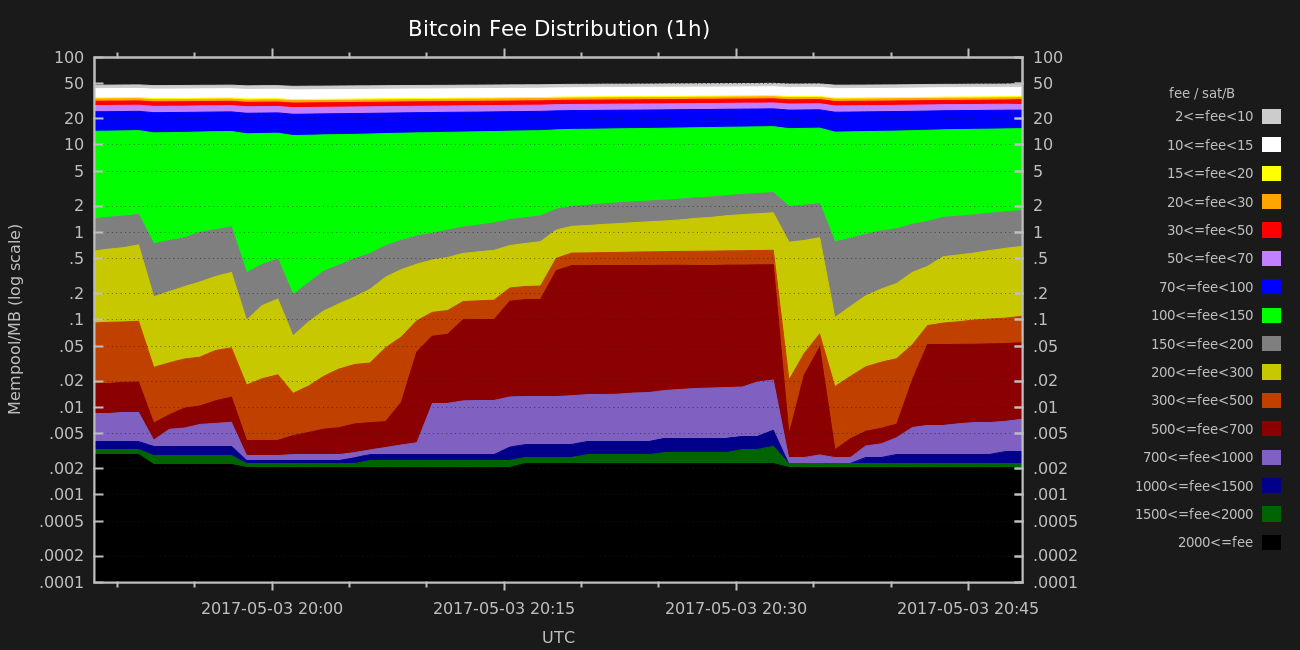 Bitcoin Fee Distribution (1h)
100 100
50 50
20 20
10 10
5 5
2 2
1 1
.5 .5
.2 .2
.1 .1
.05 .05
.02 .02
.01 .01
.005 .005
.002 .002
.001 .001
.0005 .0005
.0002 .0002
.0001 .0001
Mempool/MB (log scale)
2017-05-03 20:00 2017-05-03 20:15 2017-05-03 20:30 2017-05-03 20:45
UTC
fee / sat/B
2<=fee<10
10<=fee<15
15<=fee<20
20<=fee<30
30<=fee<50
50<=fee<70
70<=fee<100
100<=fee<150
150<=fee<200
200<=fee<300
300<=fee<500
500<=fee<700
700<=fee<1000
1000<=fee<1500
1500<=fee<2000
2000<=fee